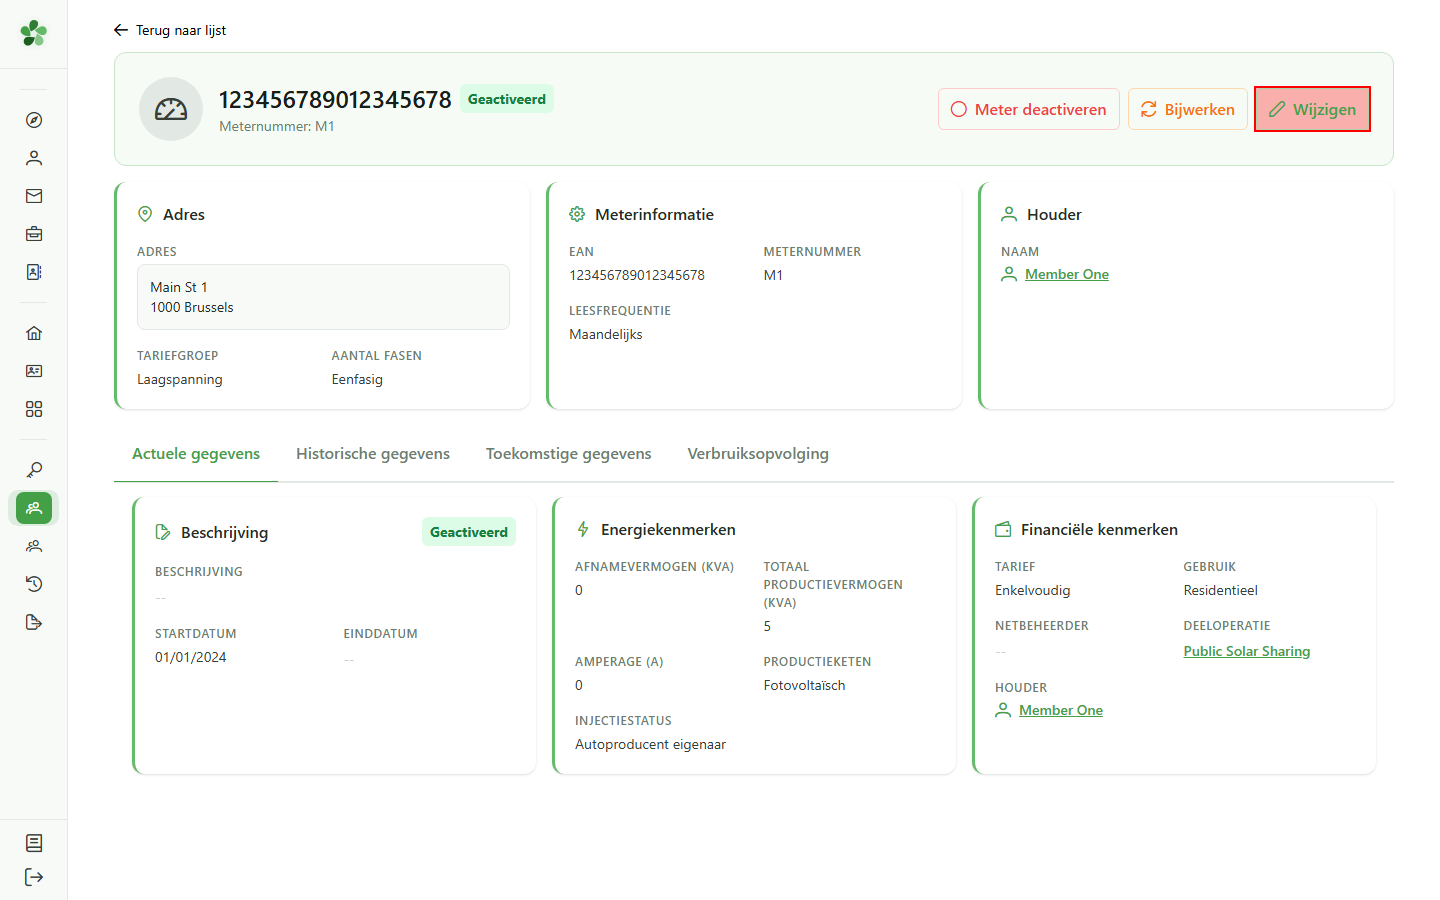 Terug naar lijst
123456789012345678 Geactiveerd
Meternummer: M1
Meter deactiveren Bijwerken Wijzigen
Adres
ADRES
Main St 1
1000 Brussels
TARIEFGROEP AANTAL FASEN
Laagspanning Eenfasig
Meterinformatie
EAN METERNUMMER
123456789012345678 M1
LEESFREQUENTIE
Maandelijks
Houder
NAAM
Member One
Actuele gegevens Historische gegevens Toekomstige gegevens Verbruiksopvolging
Beschrijving Geactiveerd
BESCHRIJVING
--
STARTDATUM EINDDATUM
01/01/2024 --
Energiekenmerken
AFNAMEVERMOGEN (KVA) TOTAAL
PRODUCTIEVERMOGEN
(KVA)
0
5
AMPERAGE (A) PRODUCTIEKETEN
0 Fotovoltaïsch
INJECTIESTATUS
Autoproducent eigenaar
Financiële kenmerken
TARIEF GEBRUIK
Enkelvoudig Residentieel
NETBEHEERDER DEELOPERATIE
-- Public Solar Sharing
HOUDER
Member One